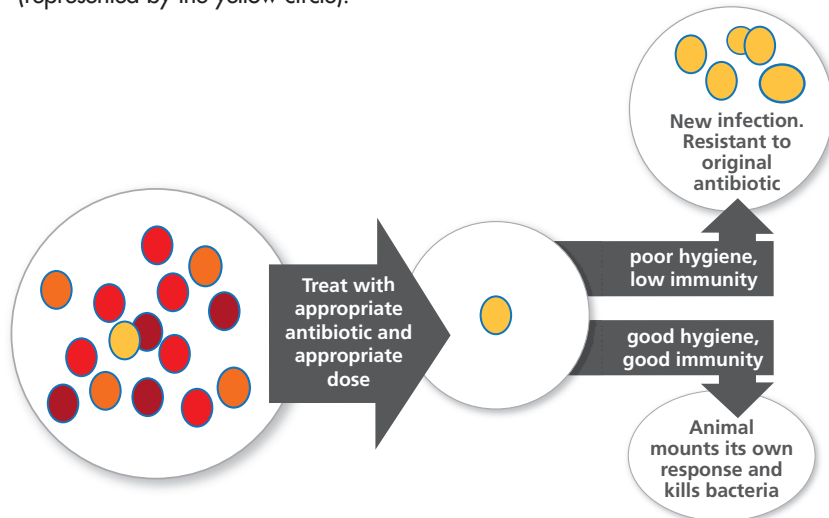 (represented by the yellow circle).
New infection.
Resistant to
original
antibiotic
Treat with
appropriate
antibiotic and
appropriate
dose
poor hygiene,
low immunity
good hygiene,
good immunity
Animal
mounts its own
response and
kills bacteria